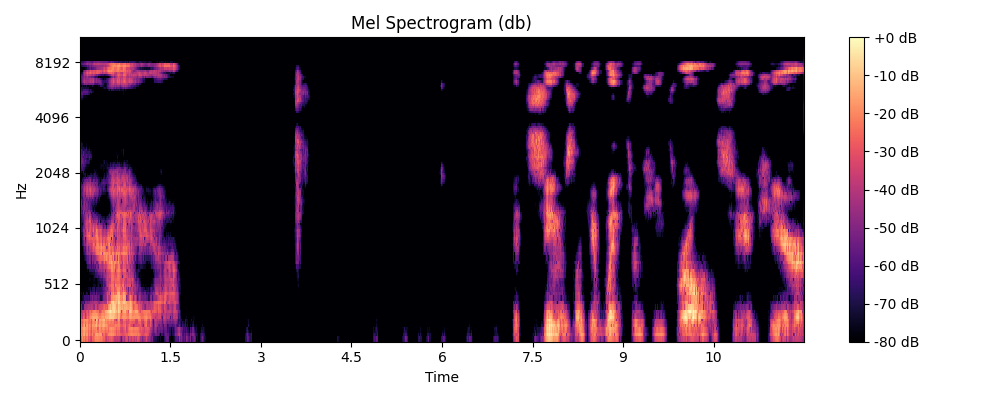 Mel Spectrogram (db)
Hz
8192
4096
2048
1024
512
0
0 1.5 3 4.5 6 7.5 9 10
Time
+0 dB
-10 dB
-20 dB
-30 dB
-40 dB
-50 dB
-60 dB
-70 dB
-80 dB